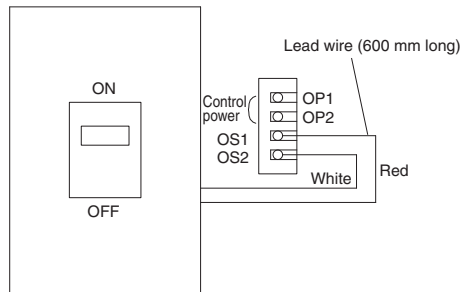 Lead wire (600 mm long)
ON
Control
power
OP1
OP2
OS1
OS2
White
Red
OFF